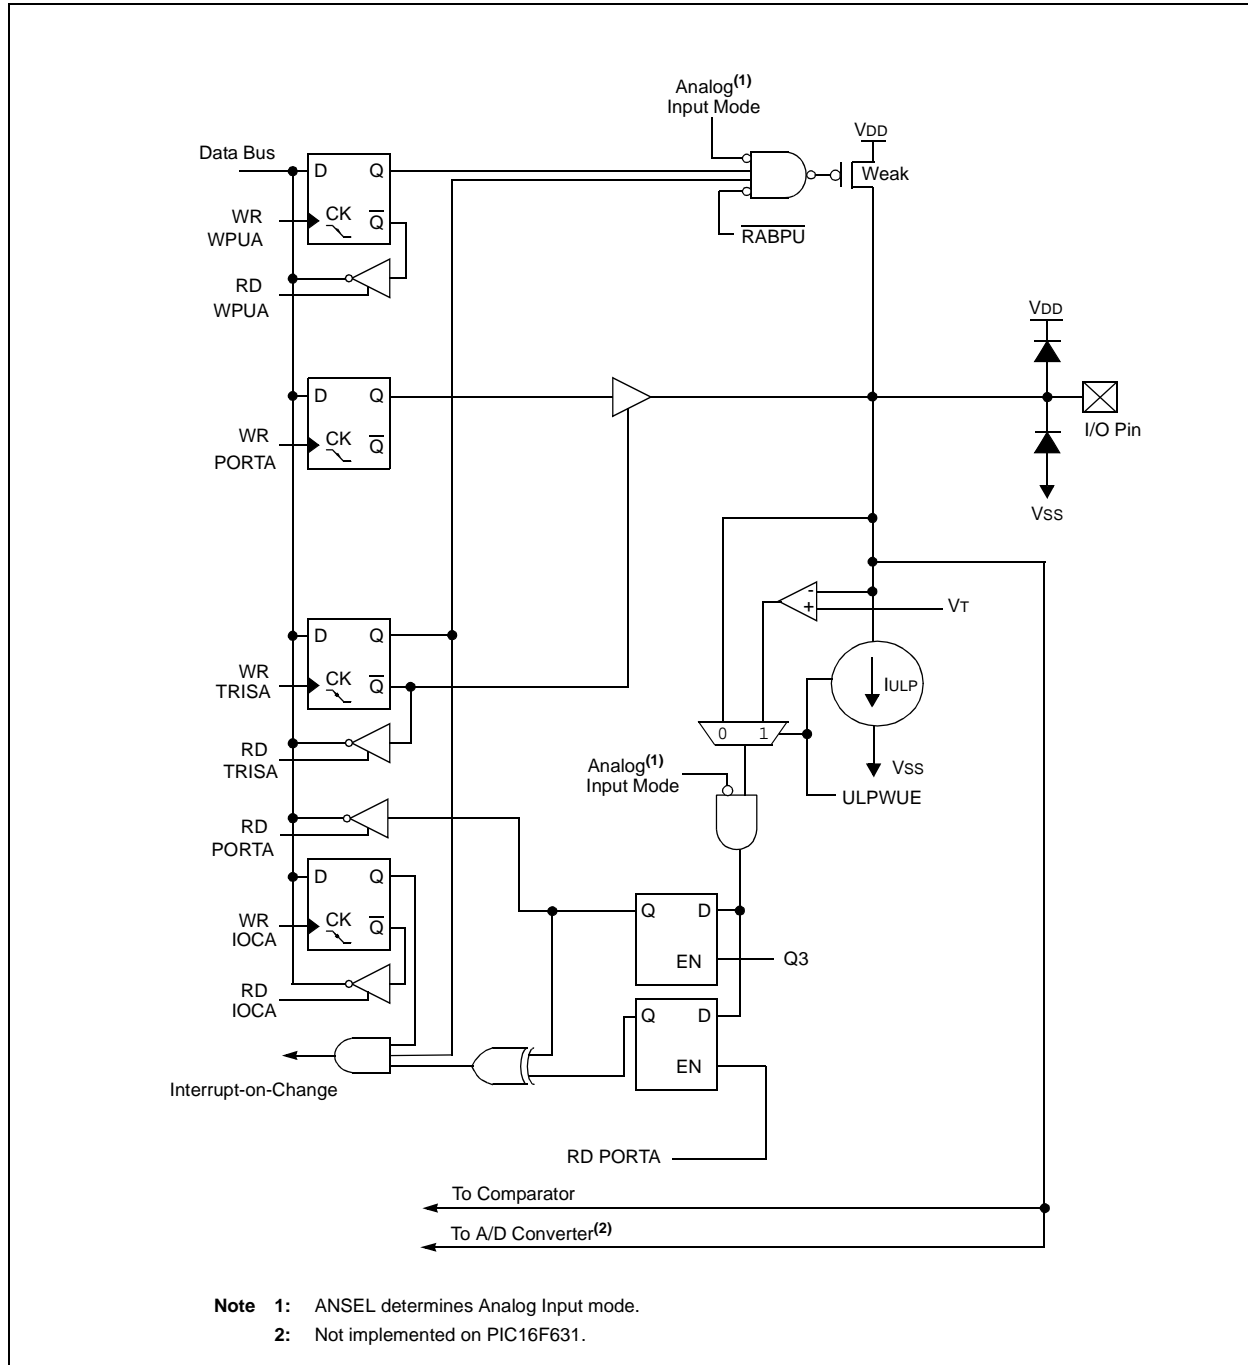 Analog(1)
Input Mode
VDD
Data Bus
D Q
Weak
WR
WPUA
CK Q
RABPU
RD
WPUA
VDD
D Q
WR
PORTA
CK Q
I/O Pin
VSS
-
+
VT
D Q
WR
TRISA
CK Q
IULP
0 1
RD
TRISA
Analog(1)
Input Mode
VSS
ULPWUE
RD
PORTA
D Q
WR
IOCA
CK Q
Q D
EN
Q3
RD
IOCA
Q D
EN
Interrupt-on-Change
RD PORTA
To Comparator
To A/D Converter(2)
Note 1: ANSEL determines Analog Input mode.
2: Not implemented on PIC16F631.